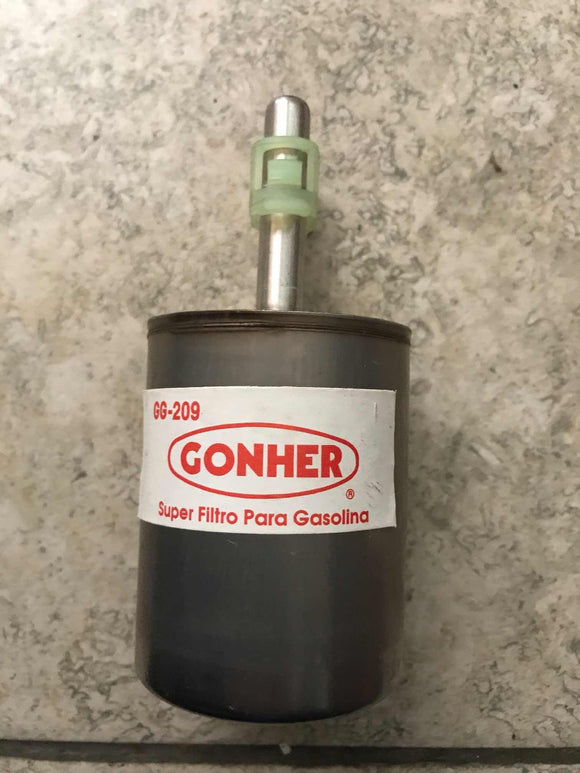 GG-209
GONHER
®
Super Filtro Para Gasolina